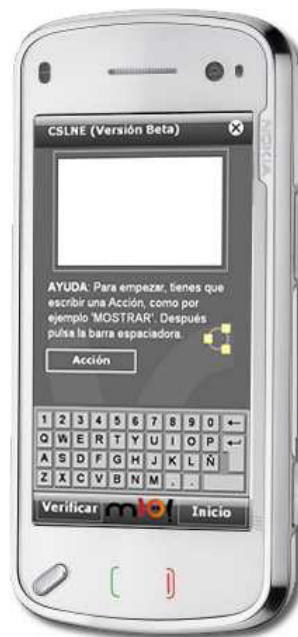 CSLNE (Versión Beta)
NOKIA
AYUDA: Para empezar, tienes que
escribir una Acción, como por
ejemplo 'MOSTRAR'. Después
pulsa la barra espaciadora.
Acción
1 2 3 4 5 6 7 8 9 0 ←
Q W E R T Y U I O P ↵
A S D F G H J K L Ñ
Z X C V B N M , .
Verificar m10! Inicio